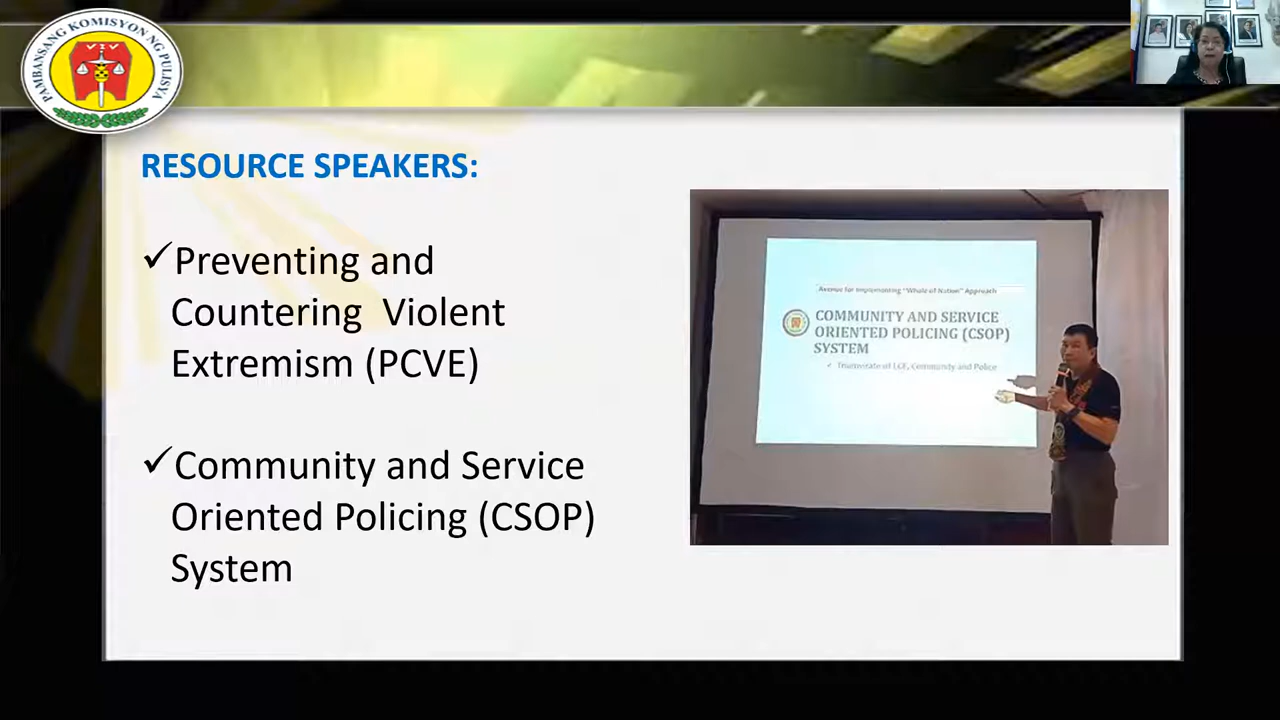 PAMBANSANG KOMISYON NG PULISYA
RESOURCE SPEAKERS:
✓Preventing and
Countering Violent
Extremism (PCVE)
✓Community and Service
Oriented Policing (CSOP)
System
Avenue for Implementing "Whole of Nation" Approach
COMMUNITY AND SERVICE
ORIENTED POLICING (CSOP)
SYSTEM
✓ of LCE, Community and Police